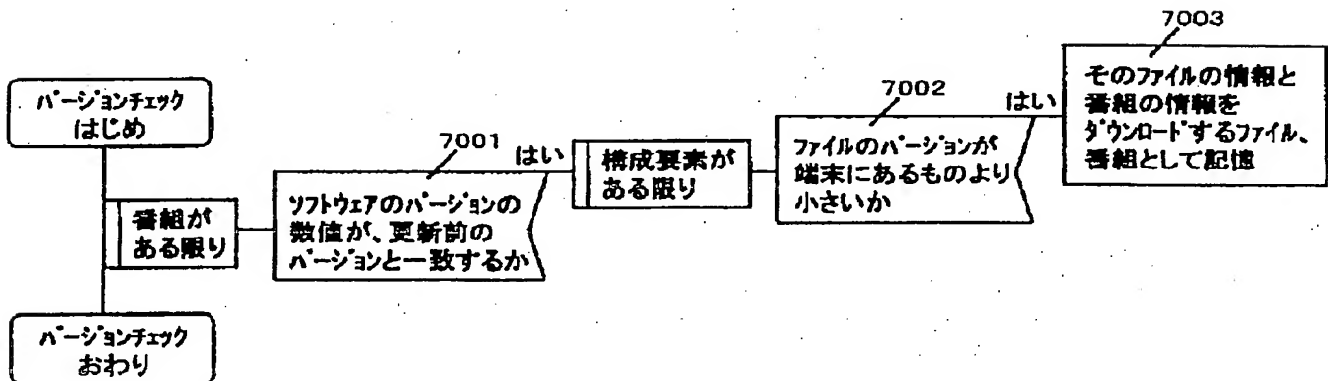 バージョンチェック
はじめ
番組が
ある限り
バージョンチェック
おわり
7001
ソフトウェアのバージョンの
数値が、更新前の
バージョンと一致するか
はい
構成要素が
ある限り
7002
ファイルのバージョンが
端末にあるものより
小さいか
はい
7003
そのファイルの情報と
番組の情報を
ダウンロードするファイル、
番組として記憶